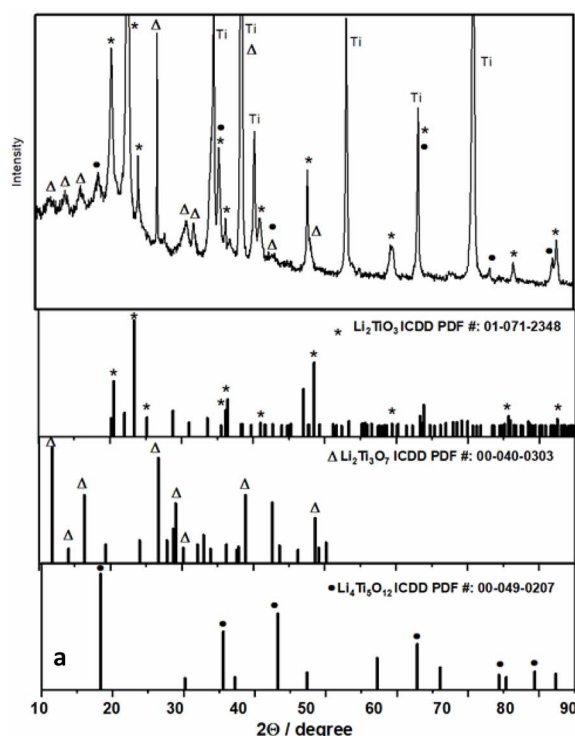 * * Δ Ti Ti Δ Ti Ti
Ti Ti
* ● * Ti * ● * ●
Δ Δ Δ ● Δ Δ * * ● Δ Δ * ● * ● *
Intensity
*
Li₂TiO₃ ICDD PDF #: 01-071-2348
* * * * * * * * * * *
Δ Li₂Ti₃O₇ ICDD PDF #: 00-040-0303
Δ Δ Δ Δ Δ Δ Δ Δ
● Li₄Ti₅O₁₂ ICDD PDF #: 00-049-0207
● ● ● ● ● ●
a
10 20 30 40 50 60 70 80 90
2Θ / degree